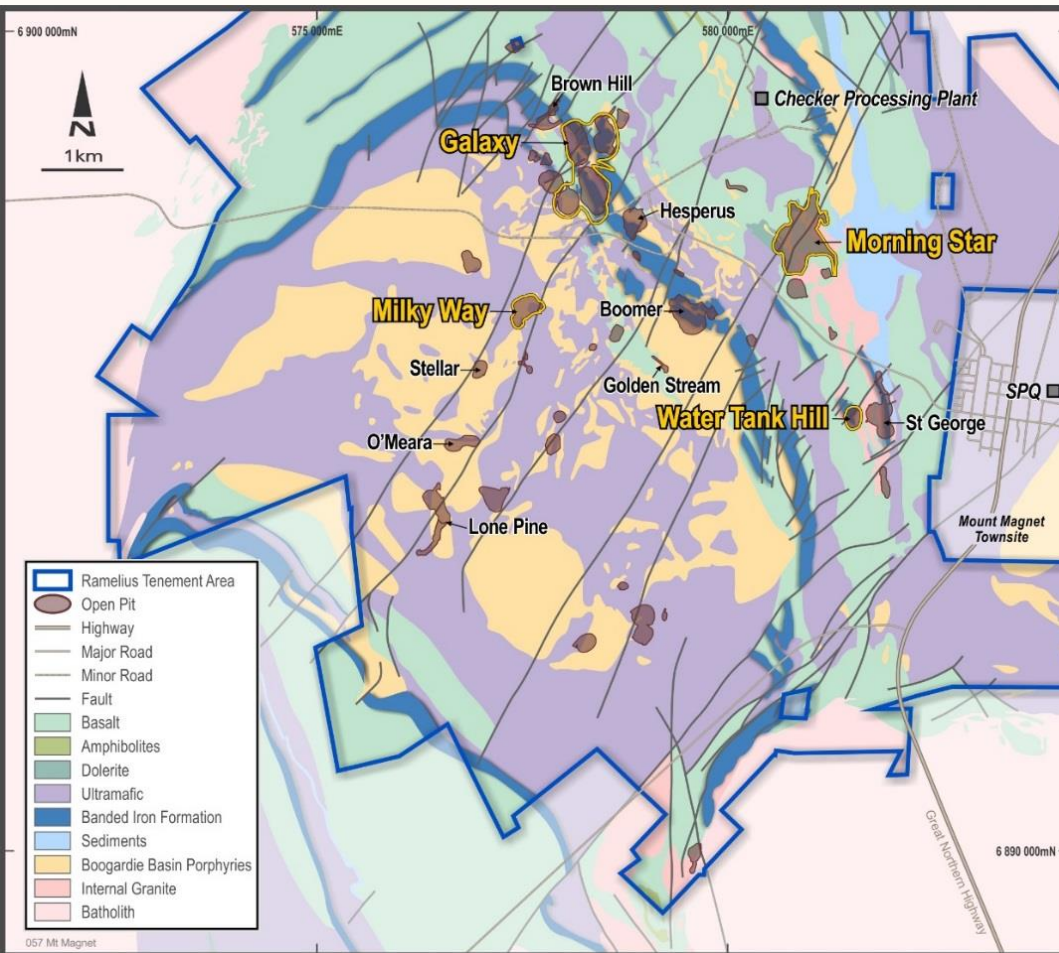 6 900 000mN
575 000mE
580 000mE
N
1km
Brown Hill
Checker Processing Plant
Galaxy
Hesperus
Morning Star
Milky Way
Boomer
Stellar
Golden Stream
SPQ
Water Tank Hill
St George
O'Meara
Lone Pine
Mount Magnet
Townsite
Ramelius Tenement Area
Open Pit
Highway
Major Road
Minor Road
Fault
Basalt
Amphibolites
Dolerite
Ultramafic
Banded Iron Formation
Sediments
Boogardie Basin Porphyries
Internal Granite
Batholith
6 890 000mN
Great Northern Highway
057 Mt Magnet